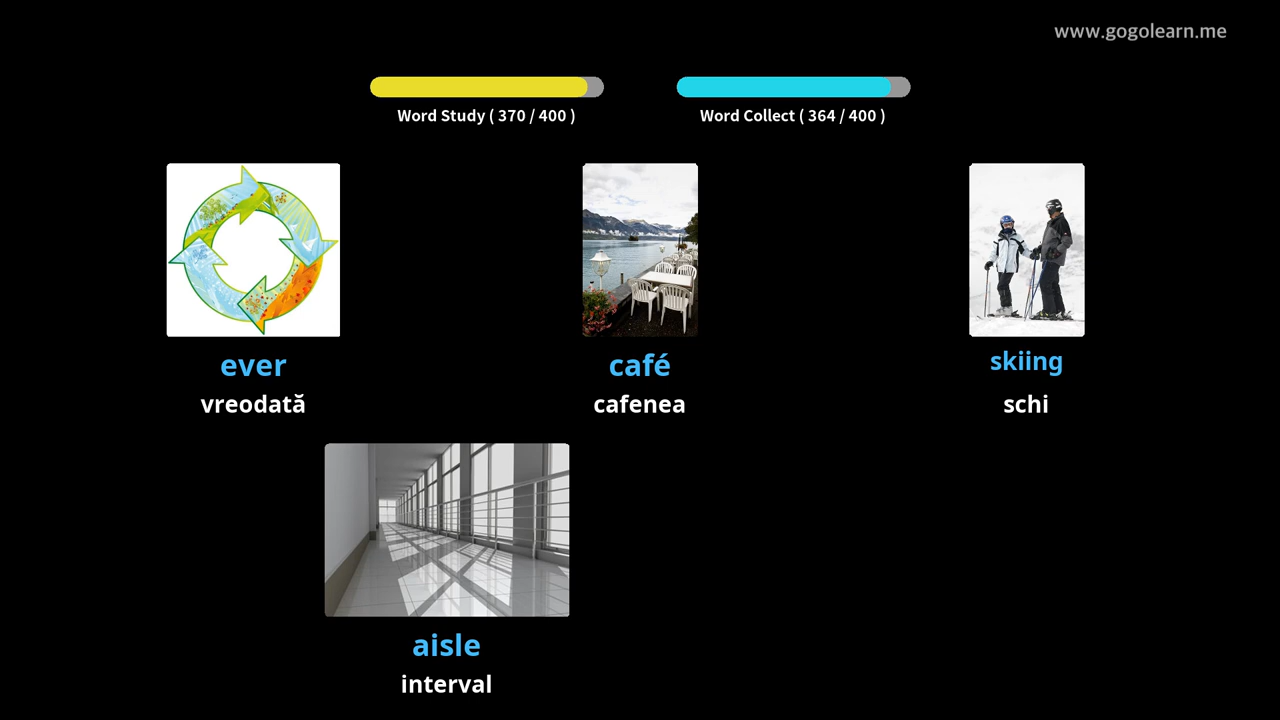 www.gogolearn.me
Word Study ( 370 / 400 )
Word Collect ( 364 / 400 )
ever
vreodată
café
cafenea
skiing
schi
aisle
interval